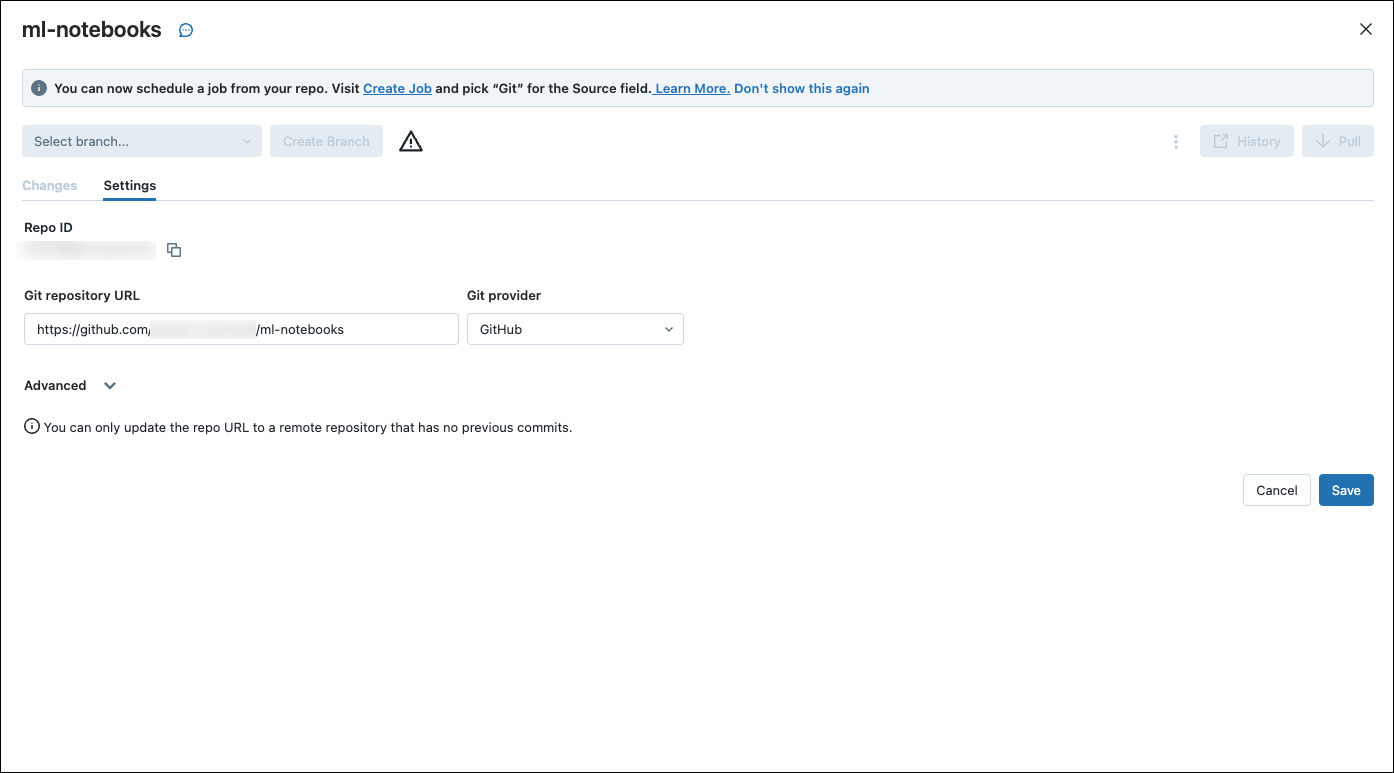 ml-notebooks
You can now schedule a job from your repo. Visit Create Job and pick “Git” for the Source field. Learn More. Don't show this again
Select branch... Create Branch History Pull
Changes Settings
Repo ID
Git repository URL Git provider
https://github.com/ /ml-notebooks GitHub
Advanced
You can only update the repo URL to a remote repository that has no previous commits.
Cancel Save